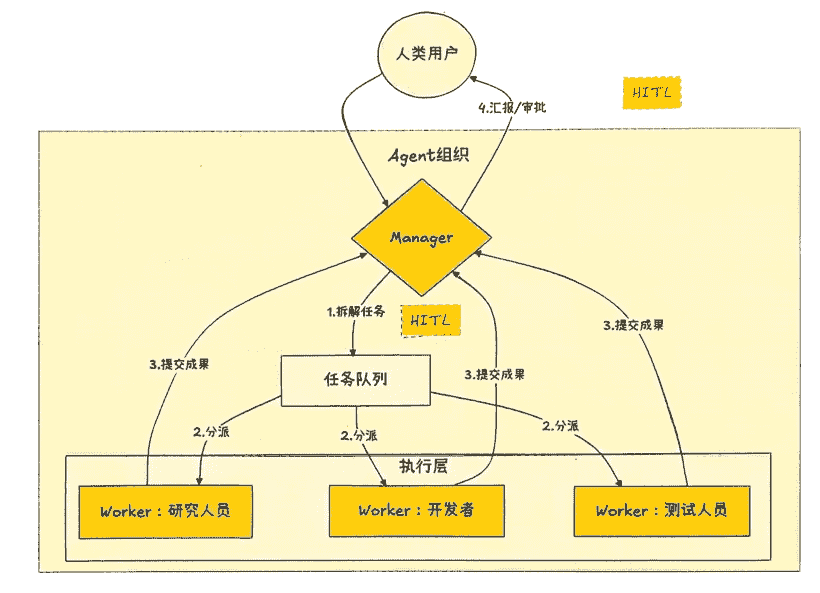 人类用户
4.汇报/审批
HITL
Agent组织
Manager
1.拆解任务
HITL
3.提交成果
3.提交成果
3.提交成果
任务队列
2.分派
2.分派
2.分派
执行层
Worker：研究人员
Worker：开发者
Worker：测试人员